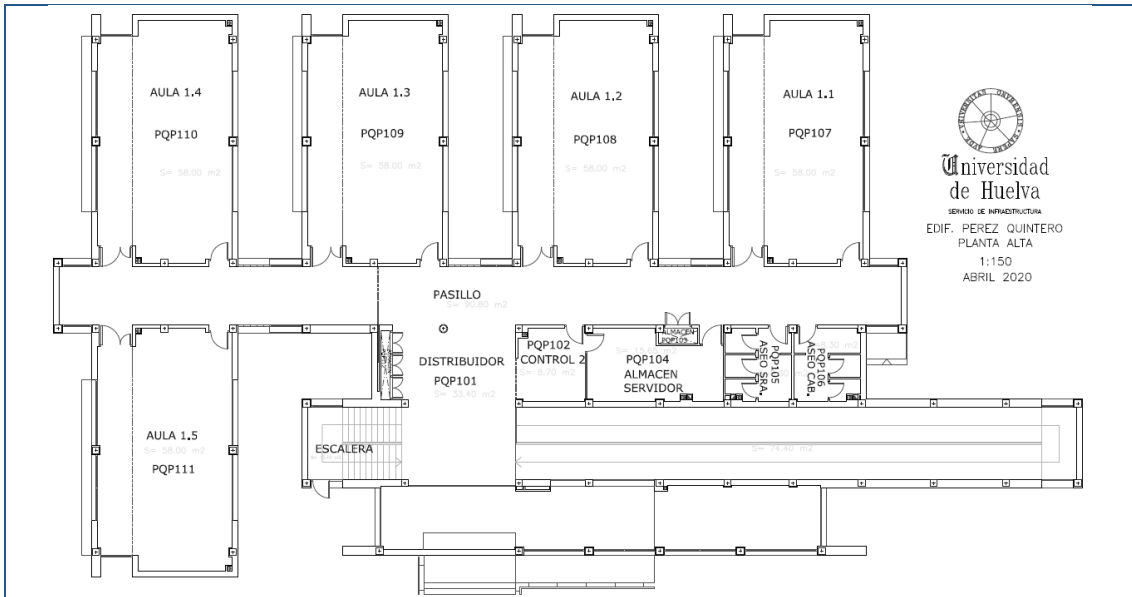 AULA 1.4
PQP110
S= 58.00 m2
AULA 1.3
PQP109
S= 58.00 m2
AULA 1.2
PQP108
S= 58.00 m2
AULA 1.1
PQP107
S= 58.00 m2
Universidad
de Huelva
SERVICIO DE INFRAESTRUCTURA
EDIF. PEREZ QUINTERO
PLANTA ALTA
1:150
ABRIL 2020
PASILLO
S= 90.80 m2
DISTRIBUIDOR
PQP101
S= 33.40 m2
PQP102
CONTROL 2
S= 8.70 m2
ALMACEN
PQP103
PQP104
ALMACEN
SERVIDOR
PQP105
ASEO SRA.
PQP106
ASEO CAB.
AULA 1.5
S= 58.00 m2
PQP111
ESCALERA
S= 74.40 m2